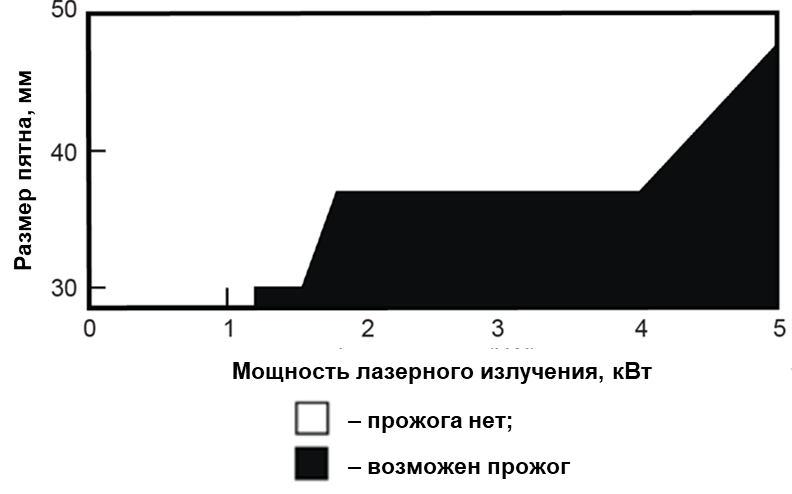 50
40
30
Размер пятна, мм
0 1 2 3 4 5
Мощность лазерного излучения, кВт
– прожога нет;
– возможен прожог